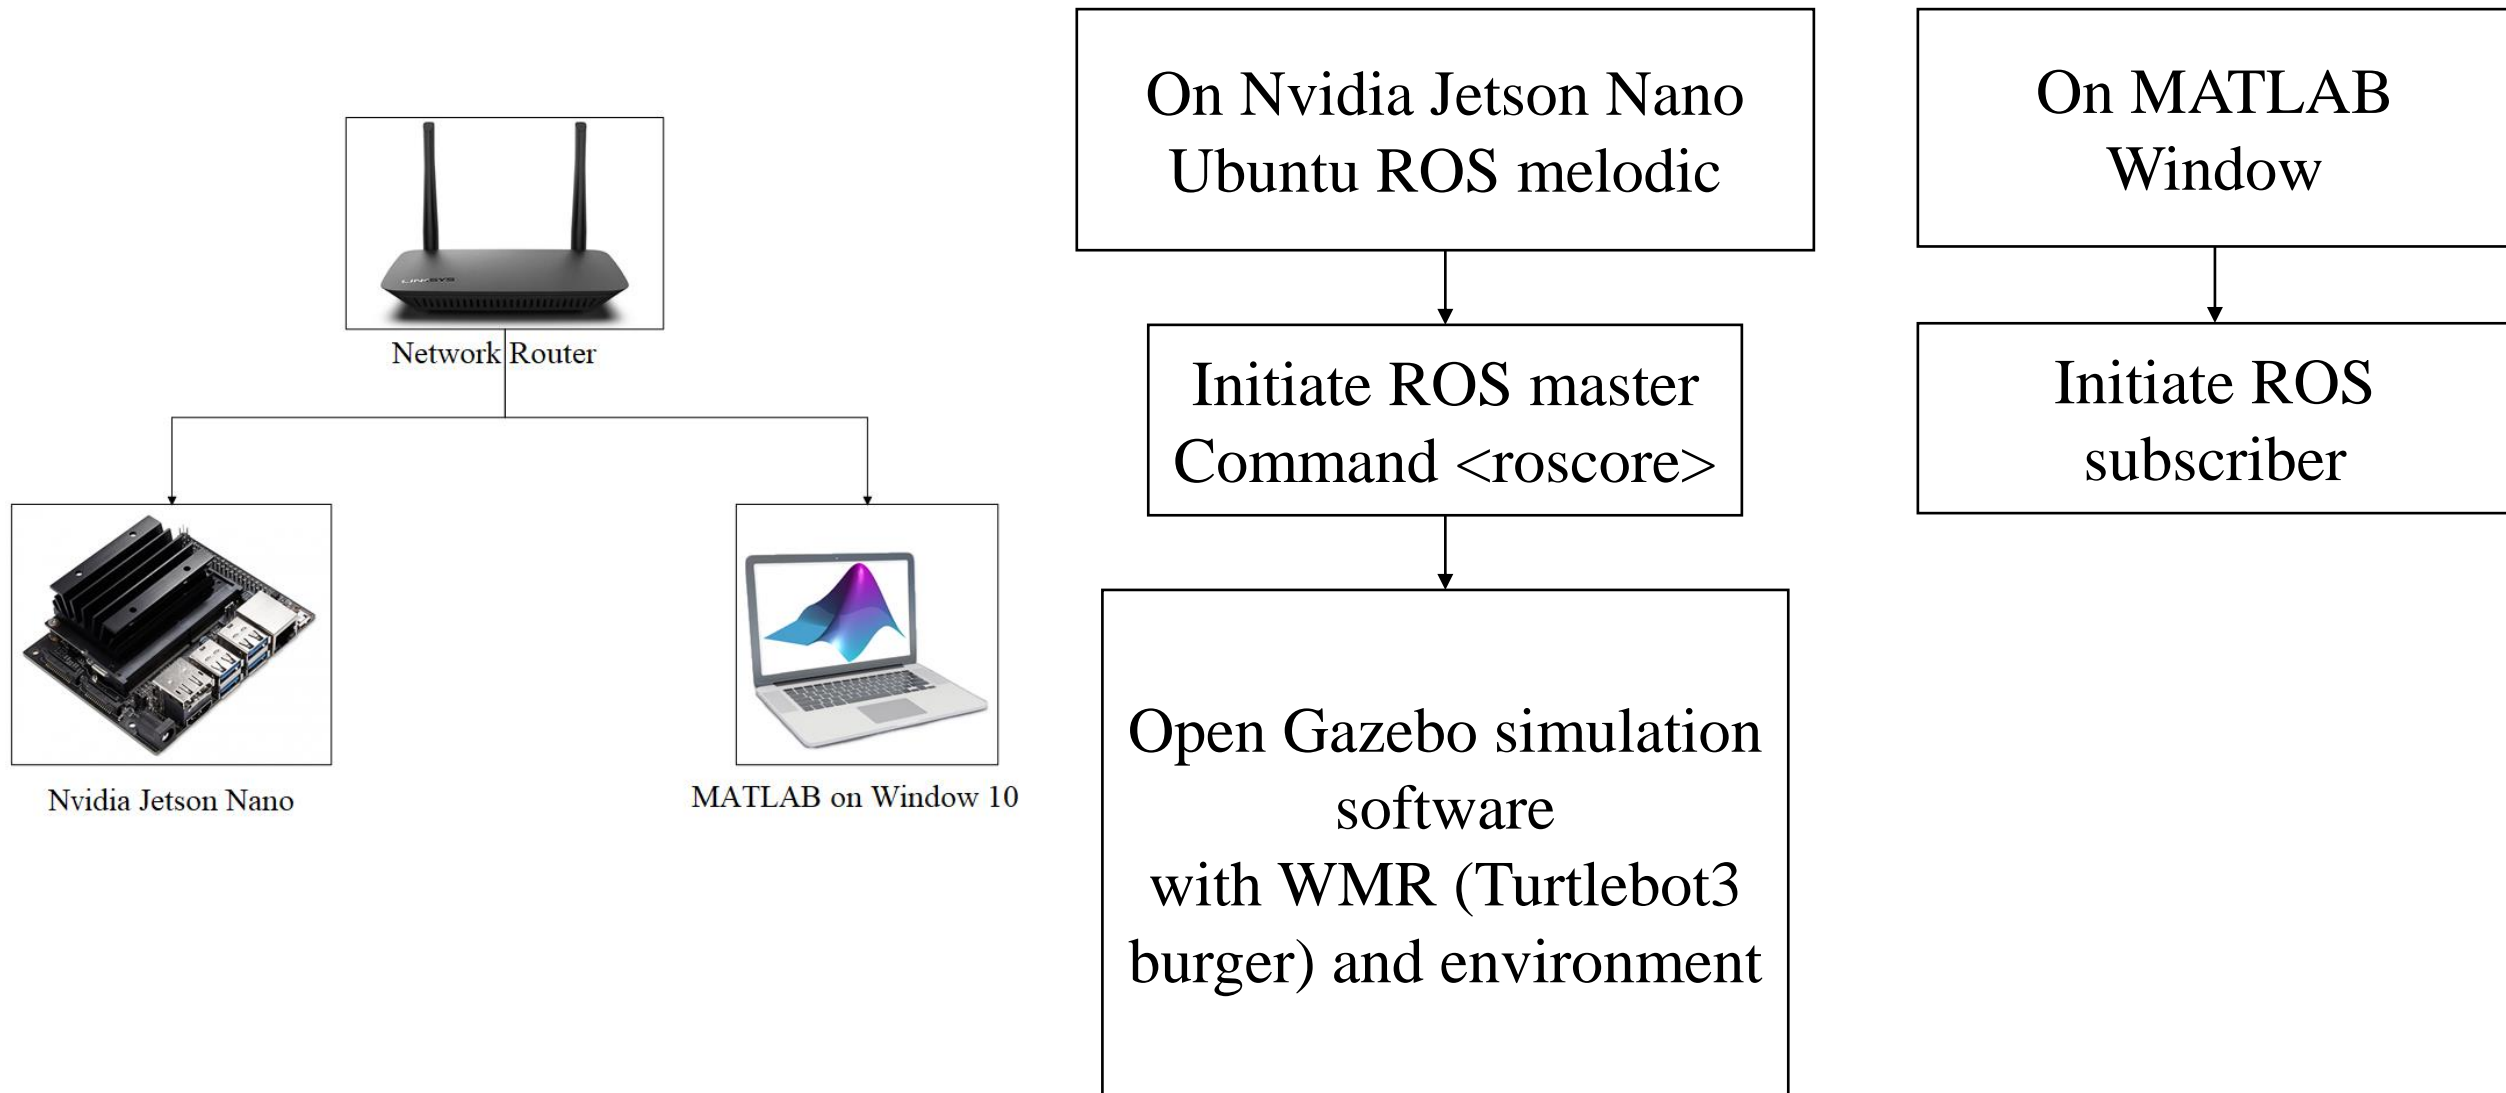 LINKSYS
Network Router
Nvidia Jetson Nano
MATLAB on Window 10
On Nvidia Jetson Nano
Ubuntu ROS melodic
Initiate ROS master
Command <roscore>
Open Gazebo simulation
software
with WMR (Turtlebot3
burger) and environment
On MATLAB
Window
Initiate ROS
subscriber